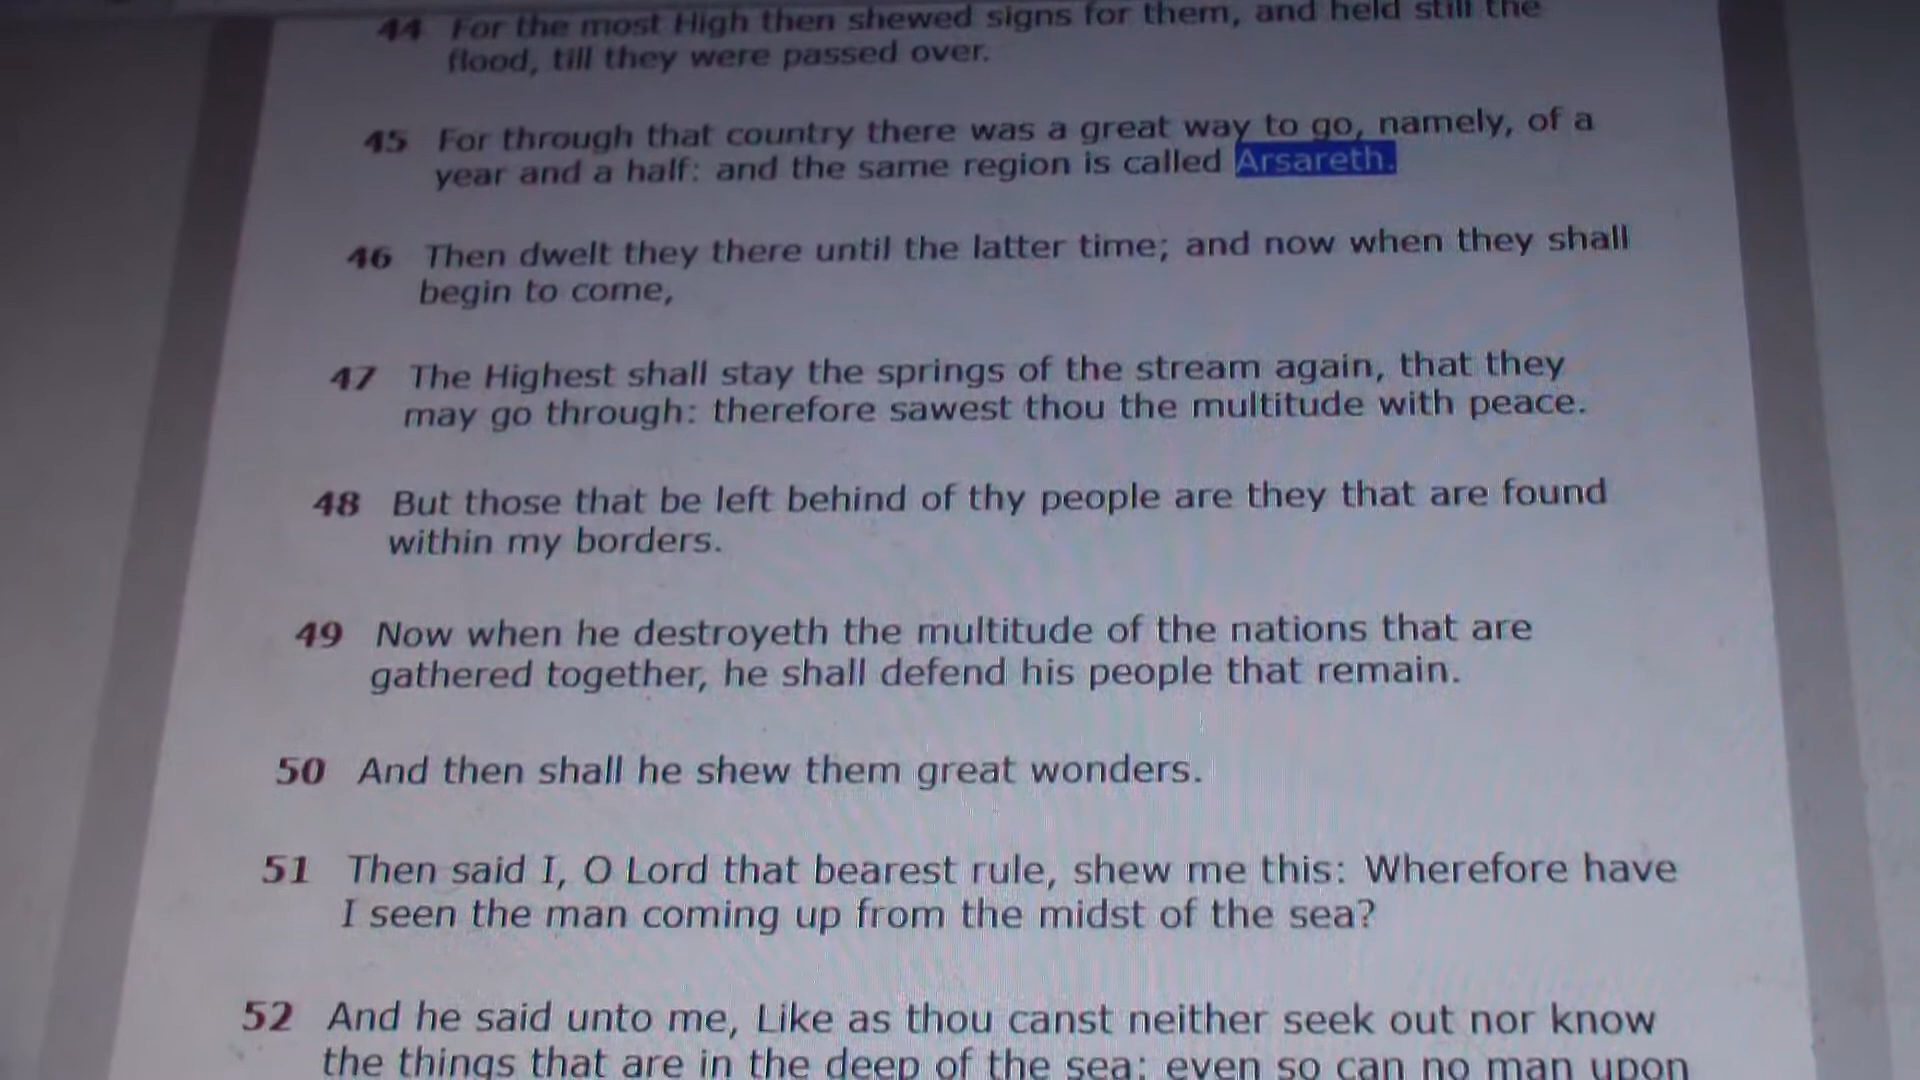 44 For the most High then shewed signs for them, and held still the
flood, till they were passed over.
45 For through that country there was a great way to go, namely, of a
year and a half: and the same region is called Arsareth.
46 Then dwelt they there until the latter time; and now when they shall
begin to come,
47 The Highest shall stay the springs of the stream again, that they
may go through: therefore sawest thou the multitude with peace.
48 But those that be left behind of thy people are they that are found
within my borders.
49 Now when he destroyeth the multitude of the nations that are
gathered together, he shall defend his people that remain.
50 And then shall he shew them great wonders.
51 Then said I, O Lord that bearest rule, shew me this: Wherefore have
I seen the man coming up from the midst of the sea?
52 And he said unto me, Like as thou canst neither seek out nor know
the things that are in the deep of the sea: even so can no man upon